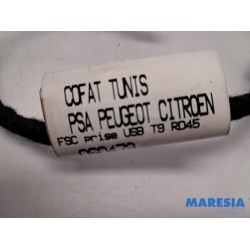 COFAT TUNIS
PSA PEUGEOT CITROEN
FSC prise USB T9 RD45
MARESIA